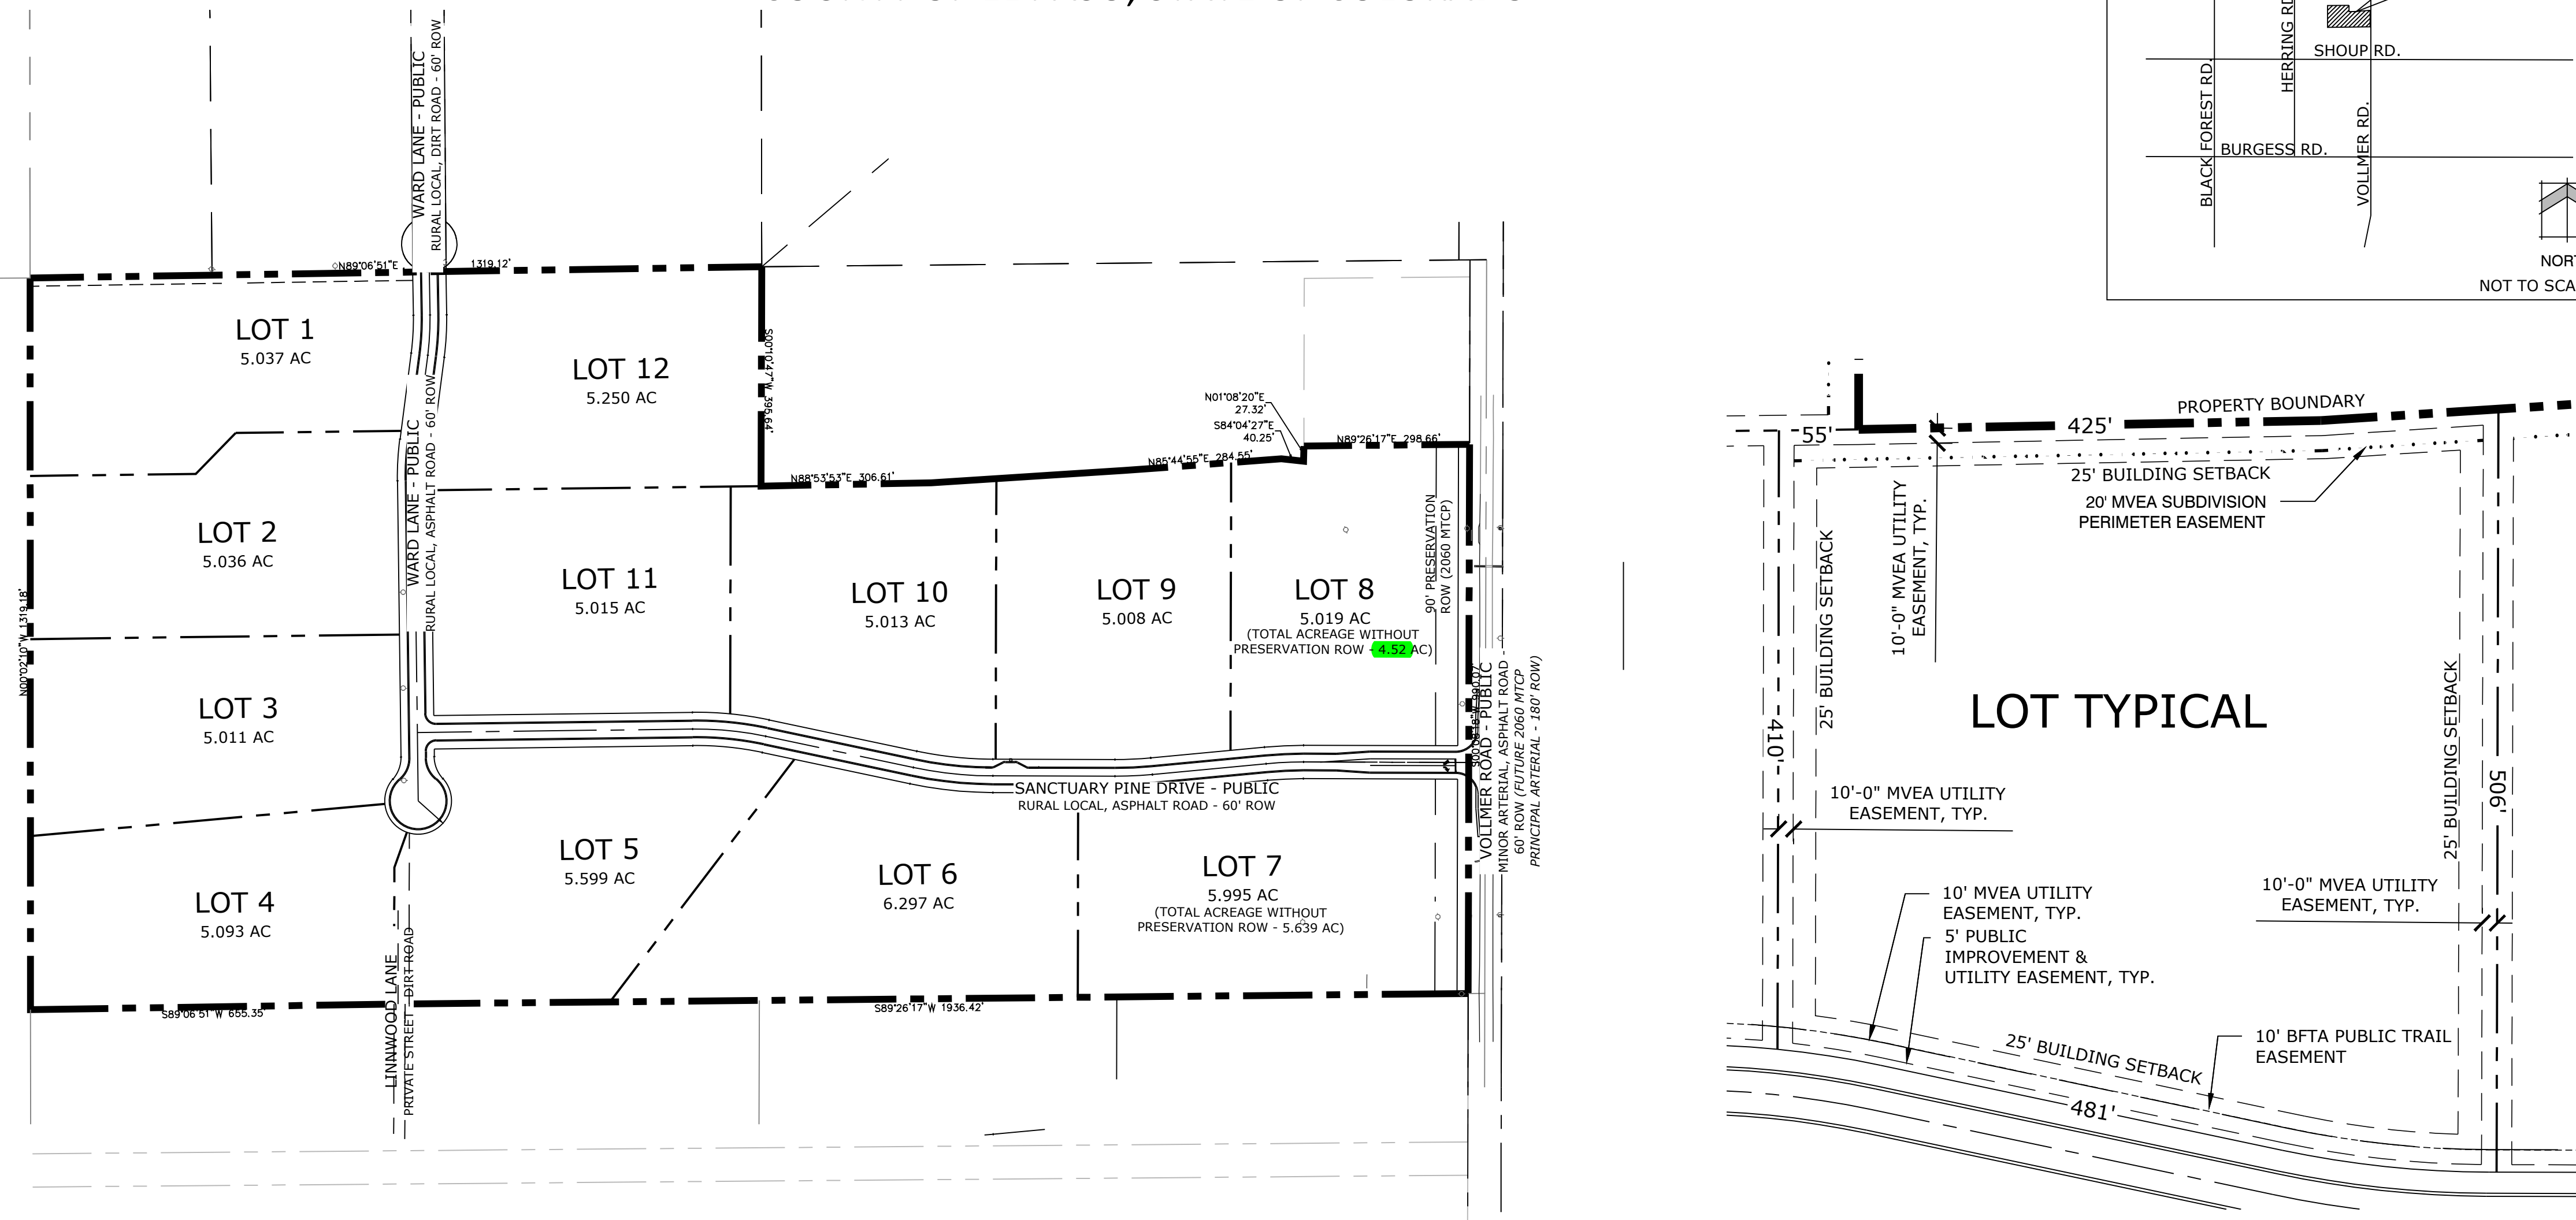 WARD LANE - PUBLIC
RURAL LOCAL, DIRT ROAD - 60' ROW
N89°06'51"E
1319.12'
LOT 1
5.037 AC
LOT 12
5.250 AC
S00°10'47"W 395.64'
N01°08'20"E
27.32'
S84°04'27"E
40.25'
N89°26'17"E 298.66'
N85°44'55"E 284.55'
N88°53'53"E 306.61'
WARD LANE - PUBLIC
RURAL LOCAL, ASPHALT ROAD - 60' ROW
LOT 2
5.036 AC
LOT 11
5.015 AC
LOT 10
5.013 AC
LOT 9
5.008 AC
LOT 8
5.019 AC
(TOTAL ACREAGE WITHOUT
PRESERVATION ROW - 4.52 AC)
90' PRESERVATION
ROW (2060 MTCP)
N00°02'10"W 1319.18'
LOT 3
5.011 AC
VOLLMER ROAD - PUBLIC
MINOR ARTERIAL, ASPHALT ROAD -
60' ROW (FUTURE 2060 MTCP
PRINCIPAL ARTERIAL - 180' ROW)
SANCTUARY PINE DRIVE - PUBLIC
RURAL LOCAL, ASPHALT ROAD - 60' ROW
LOT 4
5.093 AC
LOT 5
5.599 AC
LOT 6
6.297 AC
LOT 7
5.995 AC
(TOTAL ACREAGE WITHOUT
PRESERVATION ROW - 5.639 AC)
LINNWOOD LANE
PRIVATE STREET DIRT ROAD
S89°06'51"W 655.35'
S89°26'17"W 1936.42'
HERRING RD
SHOUP RD.
BLACK FOREST RD.
BURGESS RD.
VOLLMER RD.
NOT TO SCA
PROPERTY BOUNDARY
55'
425'
25' BUILDING SETBACK
20' MVEA SUBDIVISION
PERIMETER EASEMENT
10'-0" MVEA UTILITY
EASEMENT, TYP.
25' BUILDING SETBACK
LOT TYPICAL
25' BUILDING SETBACK
410'
506'
10'-0" MVEA UTILITY
EASEMENT, TYP.
10' MVEA UTILITY
EASEMENT, TYP.
5' PUBLIC
IMPROVEMENT &
UTILITY EASEMENT, TYP.
10'-0" MVEA UTILITY
EASEMENT, TYP.
25' BUILDING SETBACK
10' BFTA PUBLIC TRAIL
EASEMENT
481'